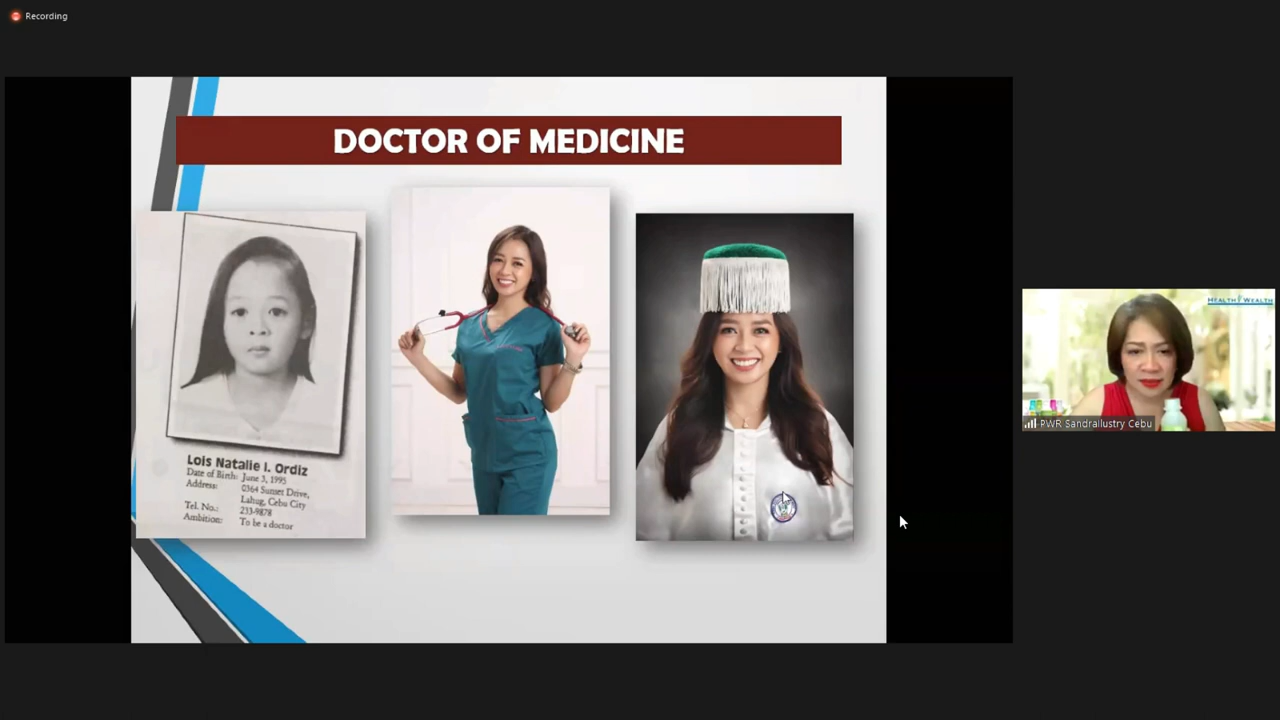 Recording
DOCTOR OF MEDICINE
Lois Natalie I. Ordiz
Date of Birth: June 3, 1995
Address: 0364 Sunset Drive,
Lahug, Cebu City
Tel. No.: 233-9878
Ambition: To be a doctor
HEALTH WEALTH
PWR Sandrallustry Cebu